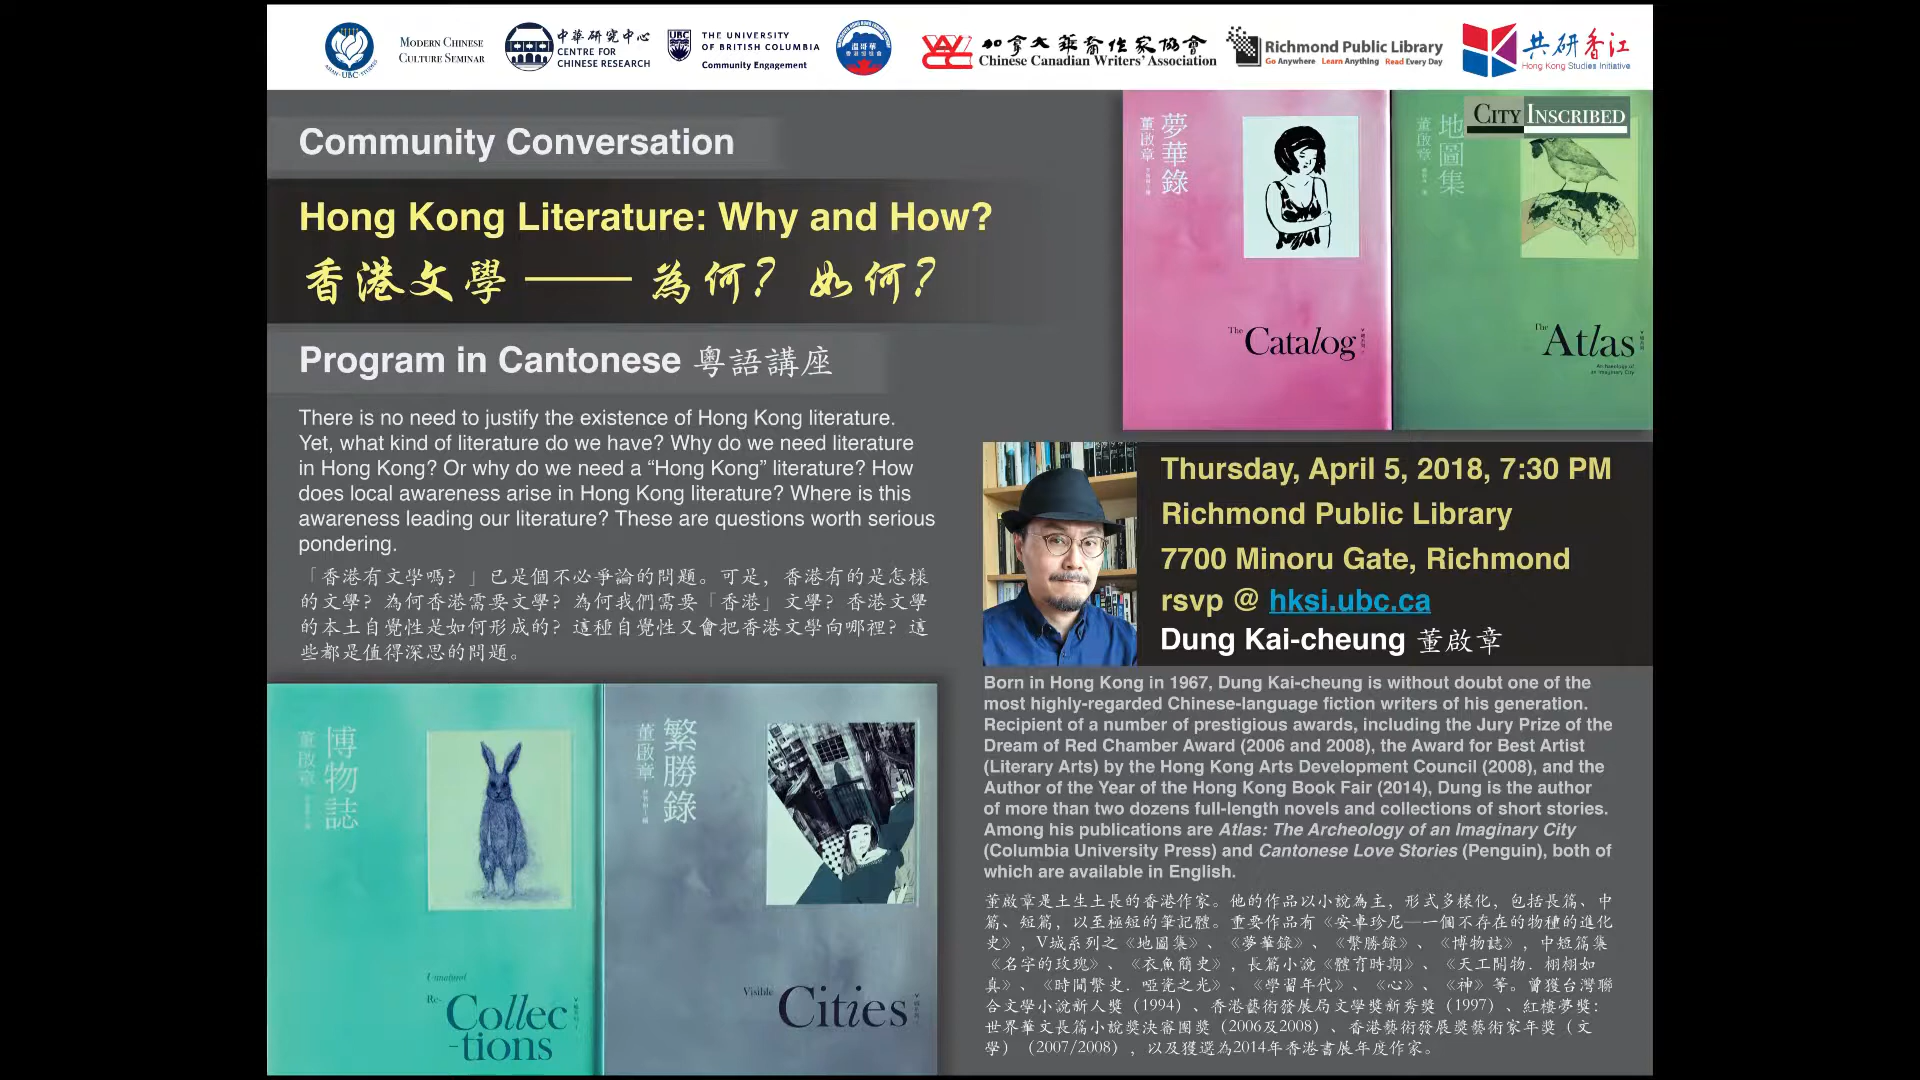 ASIAN·UBC·STUDIES
MODERN CHINESE
CULTURE SEMINAR
中華研究中心
CENTRE FOR
CHINESE RESEARCH
UBC
THE UNIVERSITY
OF BRITISH COLUMBIA
Community Engagement
溫哥華
加拿大華裔作家協會
Chinese Canadian Writers' Association
Richmond Public Library
Go Anywhere Learn Anything Read Every Day
共研香江
Hong Kong Studies Initiative
Community Conversation
Hong Kong Literature: Why and How?
香港文學——為何？如何？
Program in Cantonese 粵語講座
There is no need to justify the existence of Hong Kong literature.
Yet, what kind of literature do we have? Why do we need literature
in Hong Kong? Or why do we need a “Hong Kong” literature? How
does local awareness arise in Hong Kong literature? Where is this
awareness leading our literature? These are questions worth serious
pondering.
「香港有文學嗎？」已是個不必爭論的問題。可是，香港有的是怎樣
的文學？為何香港需要文學？為何我們需要「香港」文學？香港文學
的本土自覺性是如何形成的？這種自覺性又會把香港文學向哪裡？這
些都是值得深思的問題。
博物誌
董啟章
Re-
Collec
-tions
繁勝錄
董啟章
Visible
Cities
夢華錄
董啟章
The
Catalog
CITY INSCRIBED
地圖集
董啟章
The
Atlas
Archaeology of
an Imaginary City
Thursday, April 5, 2018, 7:30 PM
Richmond Public Library
7700 Minoru Gate, Richmond
rsvp @ hksi.ubc.ca
Dung Kai-cheung 董啟章
Born in Hong Kong in 1967, Dung Kai-cheung is without doubt one of the
most highly-regarded Chinese-language fiction writers of his generation.
Recipient of a number of prestigious awards, including the Jury Prize of the
Dream of Red Chamber Award (2006 and 2008), the Award for Best Artist
(Literary Arts) by the Hong Kong Arts Development Council (2008), and the
Author of the Year of the Hong Kong Book Fair (2014), Dung is the author
of more than two dozens full-length novels and collections of short stories.
Among his publications are Atlas: The Archeology of an Imaginary City
(Columbia University Press) and Cantonese Love Stories (Penguin), both of
which are available in English.
董啟章是土生土長的香港作家。他的作品以小說為主，形式多樣化，包括長篇、中
篇、短篇，以至極短的筆記體。重要作品有《安卓珍尼—一個不存在的物種的進化
史》，V城系列之《地圖集》、《夢華錄》、《繁勝錄》、《博物誌》，中短篇集
《名字的玫瑰》、《衣魚簡史》，長篇小說《體育時期》、《天工開物．栩栩如
真》、《時間繁史．啞瓷之光》、《學習年代》、《心》、《神》等。曾獲台灣聯
合文學小說新人獎（1994）、香港藝術發展局文學獎新秀獎（1997）、紅樓夢獎：
世界華文長篇小說獎決審團獎（2006及2008）、香港藝術發展獎藝術家年獎（文
學）（2007/2008），以及獲選為2014年香港書展年度作家。